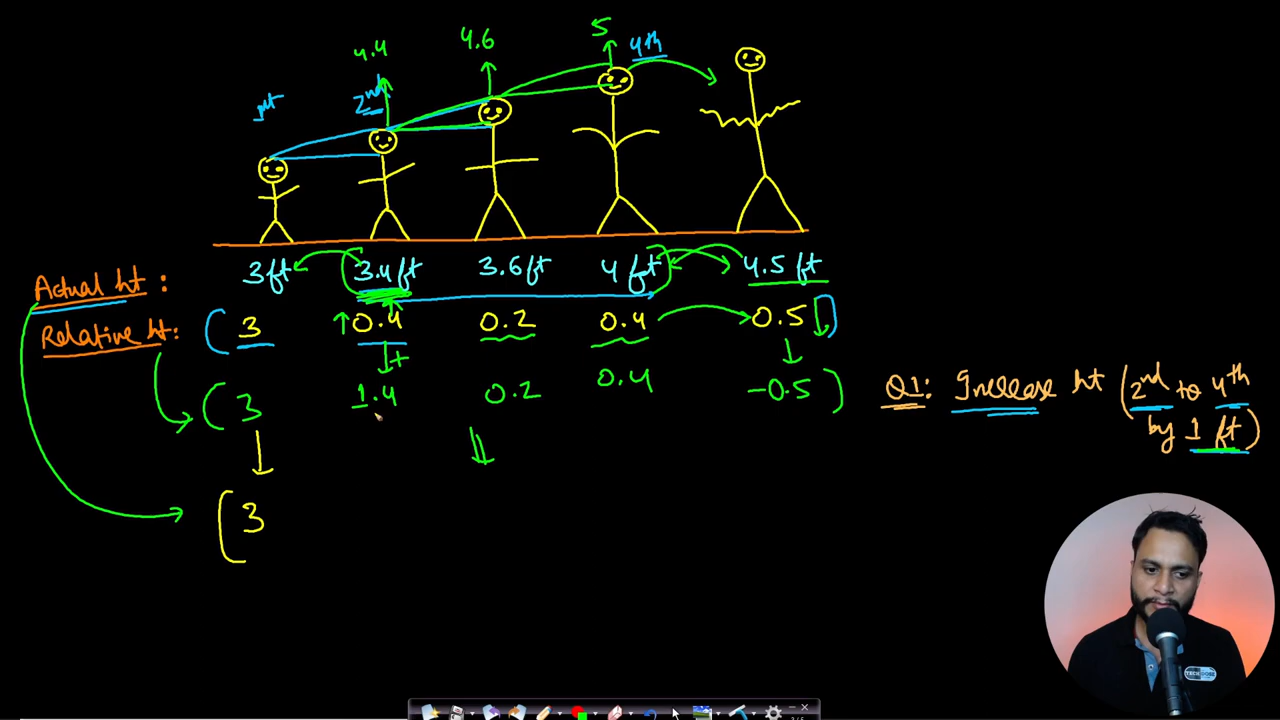 4.4 4.6 5 4th
1st 2nd
Actual ht : 3ft 3.4ft 3.6ft 4ft 4.5ft
Relative ht: ( 3 0.4 0.2 0.4 0.5 )
( 3 1.4 0.2 0.4 -0.5 )
+
Q1: Increase ht (2nd to 4th
by 1 ft)
[3